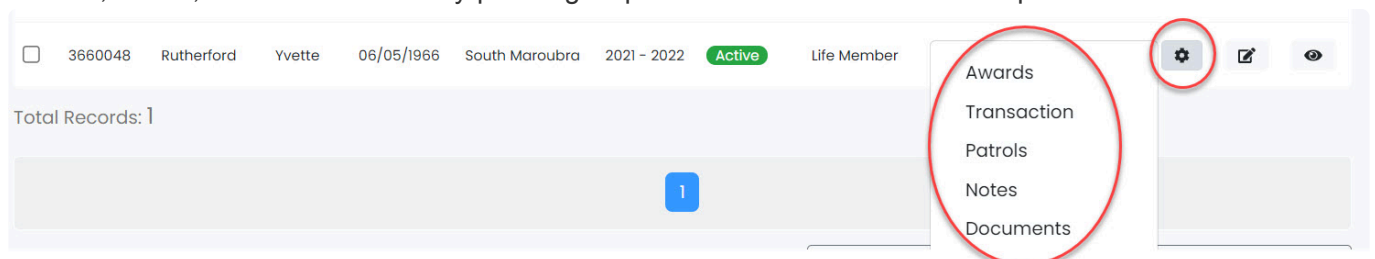 3660048 Rutherford Yvette 06/05/1966 South Maroubra 2021 - 2022 Active Life Member
Awards
Transaction
Total Records: 1
Patrols
Notes
1
Documents